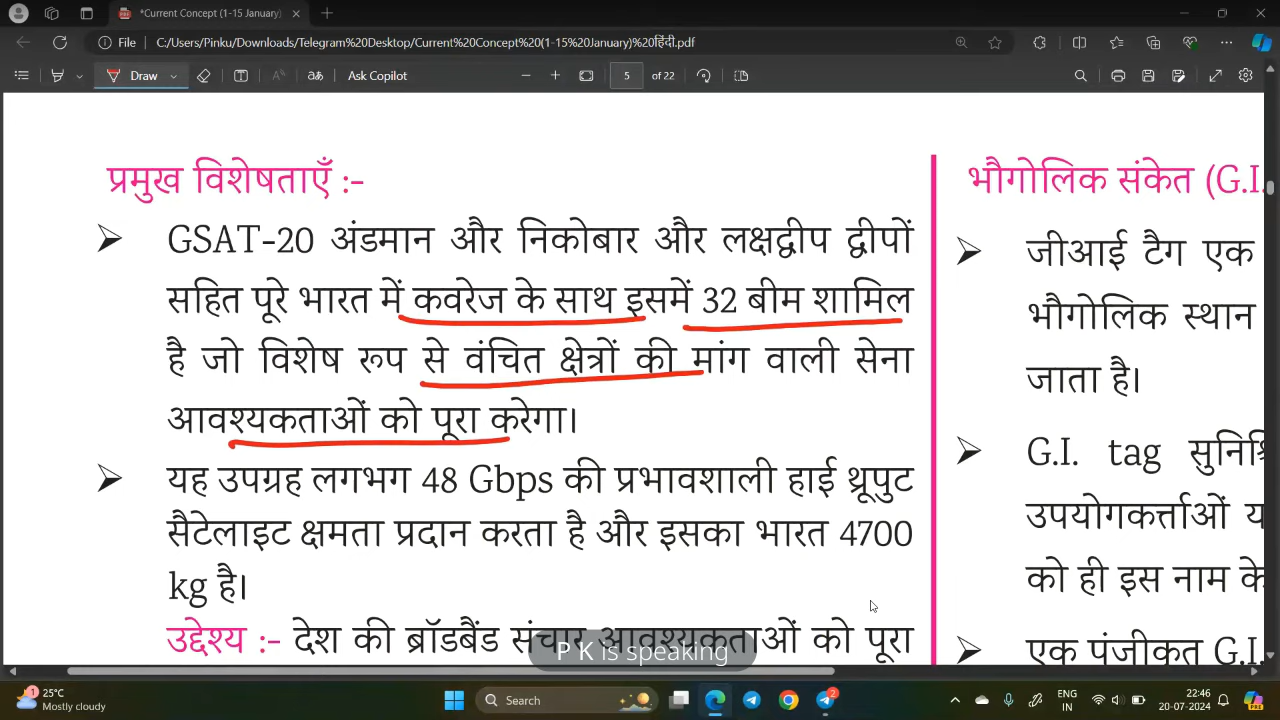 *Current Concept (1-15 January)
File C:/Users/Pinku/Downloads/Telegram%20Desktop/Current%20Concept%20(1-15%20January)%20हिंदी.pdf
Draw Ask Copilot 5 of 22
प्रमुख विशेषताएँ :-
GSAT-20 अंडमान और निकोबार और लक्षद्वीप द्वीपों
सहित पूरे भारत में कवरेज के साथ इसमें 32 बीम शामिल
है जो विशेष रूप से वंचित क्षेत्रों की मांग वाली सेना
आवश्यकताओं को पूरा करेगा।
यह उपग्रह लगभग 48 Gbps की प्रभावशाली हाई थ्रूपुट
सैटेलाइट क्षमता प्रदान करता है और इसका भारत 4700
kg है।
उद्देश्य :- देश की ब्रॉडबैंड संचार आवश्यकताओं को पूरा
भौगोलिक संकेत (G.I.
जीआई टैग एक
भौगोलिक स्थान
जाता है।
G.I. tag
उपयोगकर्त्ताओं
को ही इस नाम के
एक पंजीकृत G.I.
P K is speaking
1
25°C
Mostly cloudy
Search
2
ENG
IN
22:46
20-07-2024